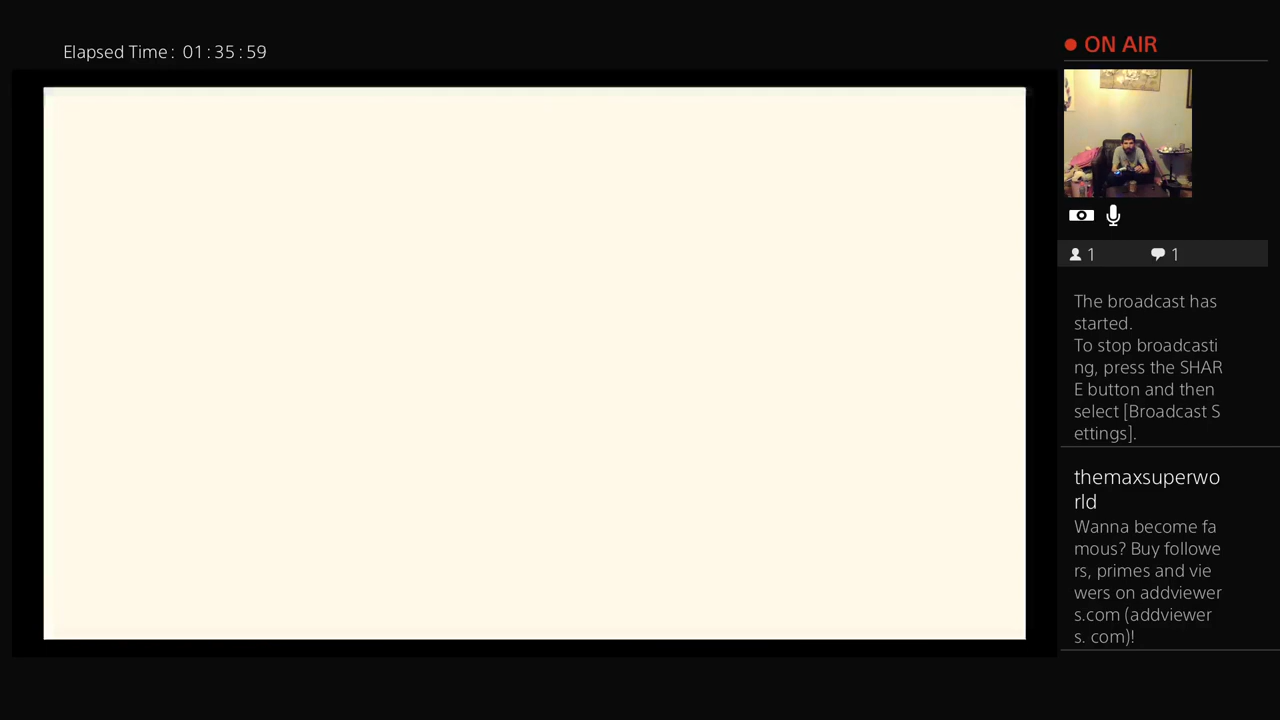 Elapsed Time: 01:35:59
ON AIR
1
1
The broadcast has
started.
To stop broadcasti
ng, press the SHAR
E button and then
select [Broadcast S
ettings].
themaxsuperwo
rld
Wanna become fa
mous? Buy followe
rs, primes and vie
wers on addviewer
s.com (addviewer
s. com)!